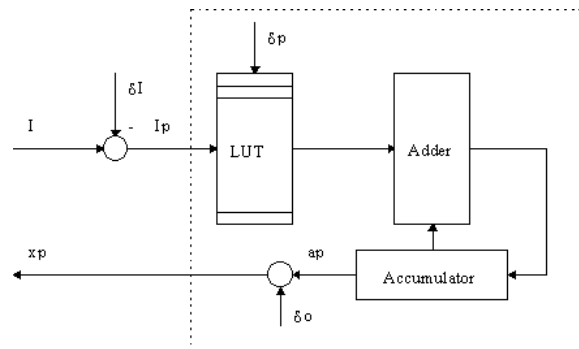 δp
δI
I
-
Ip
LUT
Adder
xp
ap
Accumulator
δo